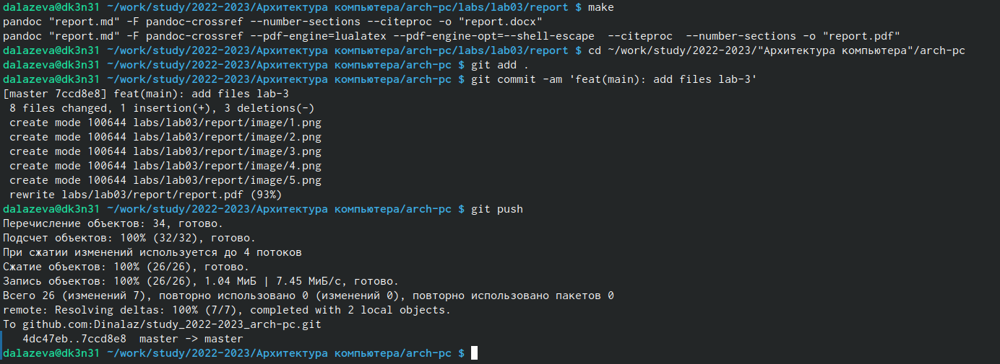 dalazeva@dk3n31 ~/work/study/2022-2023/Архитектура компьютера/arch-pc/labs/lab03/report $ make
pandoc "report.md" -F pandoc-crossref --number-sections --citeproc -o "report.docx"
pandoc "report.md" -F pandoc-crossref --pdf-engine=lualatex --pdf-engine-opt=--shell-escape  --citeproc  --number-sections -o "report.pdf"
dalazeva@dk3n31 ~/work/study/2022-2023/Архитектура компьютера/arch-pc/labs/lab03/report $ cd ~/work/study/2022-2023/"Архитектура компьютера"/arch-pc
dalazeva@dk3n31 ~/work/study/2022-2023/Архитектура компьютера/arch-pc $ git add .
dalazeva@dk3n31 ~/work/study/2022-2023/Архитектура компьютера/arch-pc $ git commit -am 'feat(main): add files lab-3'
[master 7ccd8e8] feat(main): add files lab-3
 8 files changed, 1 insertion(+), 3 deletions(-)
 create mode 100644 labs/lab03/report/image/1.png
 create mode 100644 labs/lab03/report/image/2.png
 create mode 100644 labs/lab03/report/image/3.png
 create mode 100644 labs/lab03/report/image/4.png
 create mode 100644 labs/lab03/report/image/5.png
 rewrite labs/lab03/report/report.pdf (93%)
dalazeva@dk3n31 ~/work/study/2022-2023/Архитектура компьютера/arch-pc $ git push
Перечисление объектов: 34, готово.
Подсчет объектов: 100% (32/32), готово.
При сжатии изменений используется до 4 потоков
Сжатие объектов: 100% (26/26), готово.
Запись объектов: 100% (26/26), 1.04 МиБ | 7.45 МиБ/с, готово.
Всего 26 (изменений 7), повторно использовано 0 (изменений 0), повторно использовано пакетов 0
remote: Resolving deltas: 100% (7/7), completed with 2 local objects.
To github.com:Dinalaz/study_2022-2023_arch-pc.git
   4dc47eb..7ccd8e8  master -> master
dalazeva@dk3n31 ~/work/study/2022-2023/Архитектура компьютера/arch-pc $